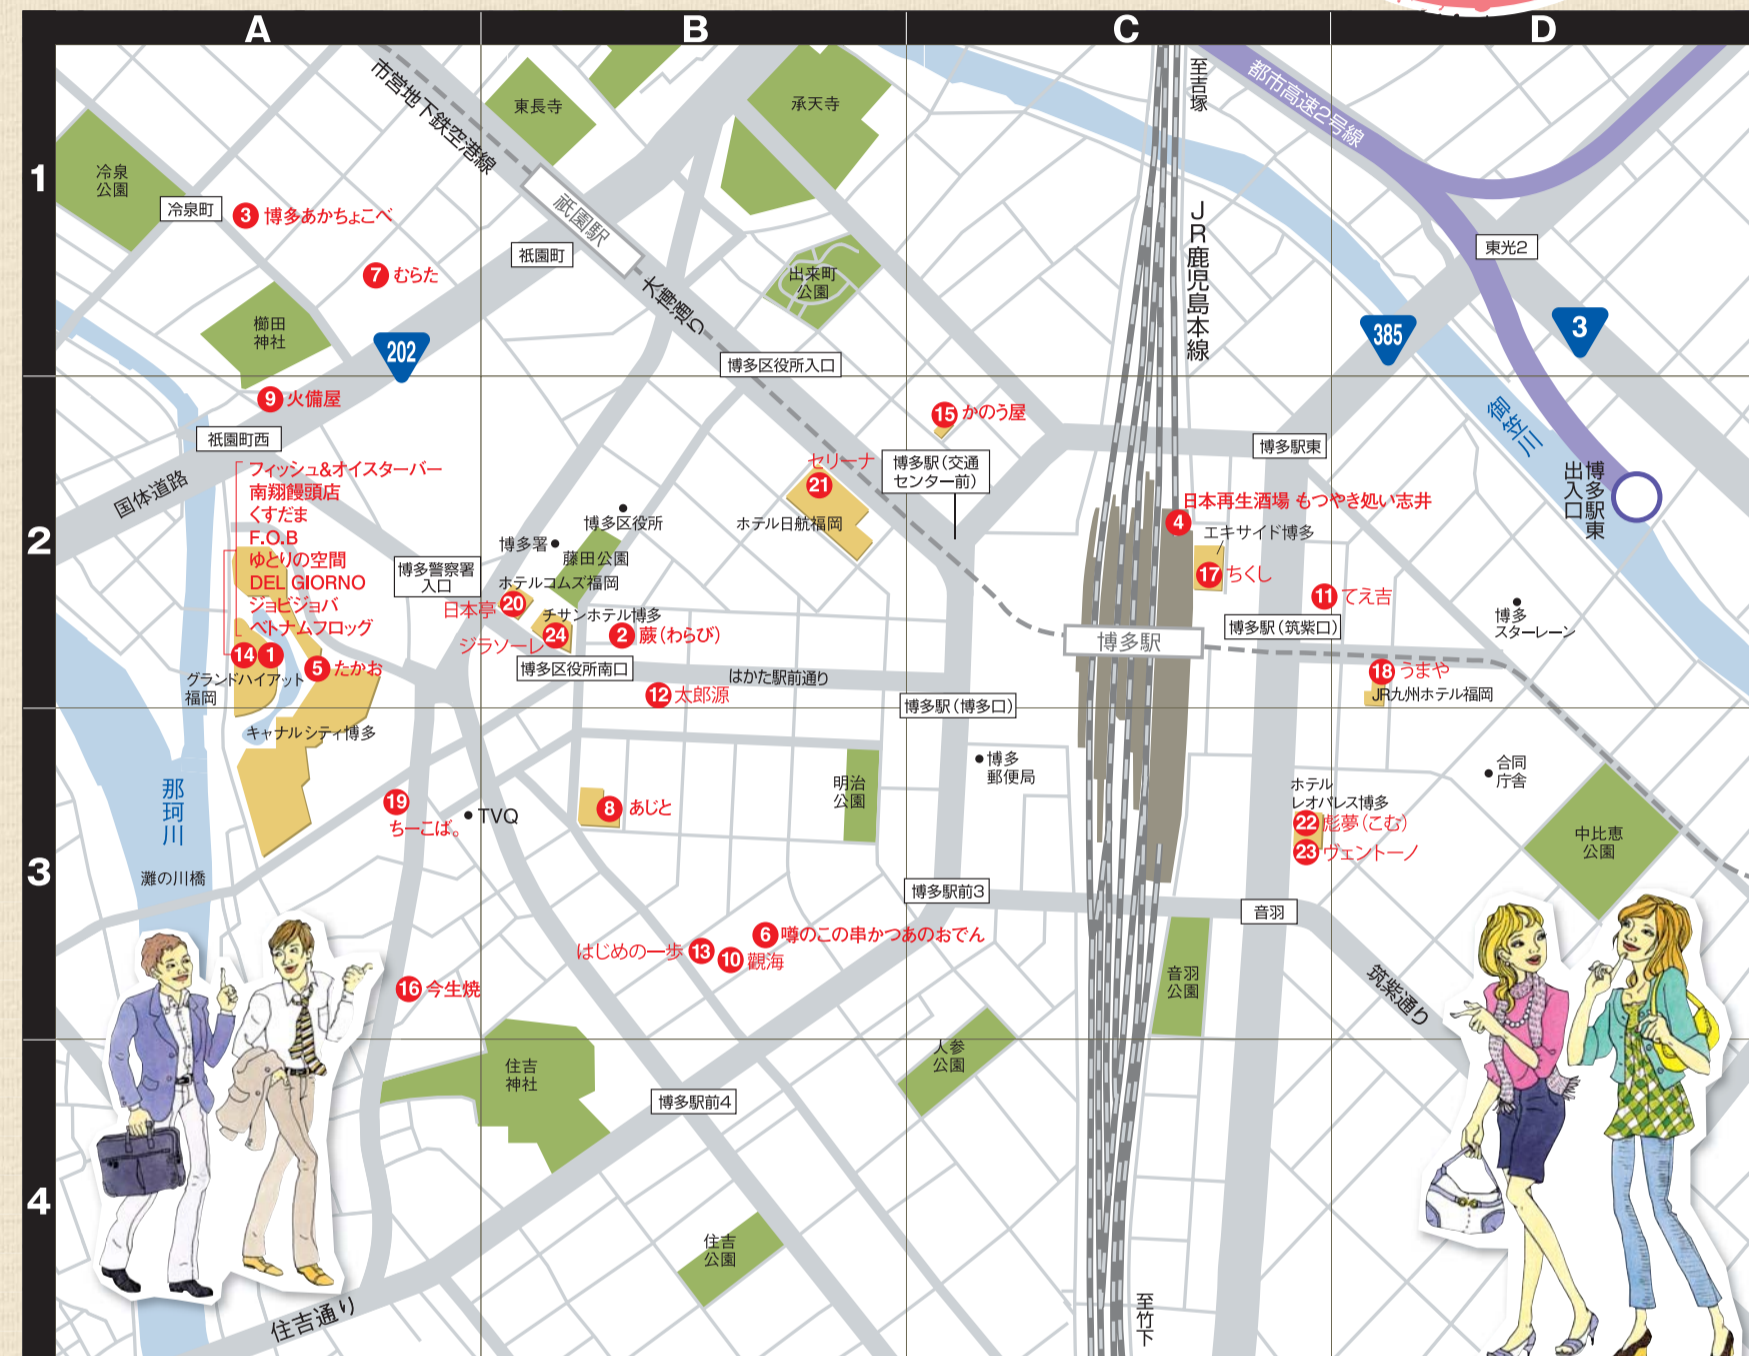 A
B
C
D
1
2
3
4
市営地下鉄空港線
東長寺
承天寺
至吉塚
都市高速2号線
冷泉
公園
冷泉町
3 博多あかちょこべ
祇園駅
祇園町
7 むらた
出来町
公園
大博通り
JR鹿児島本線
東光2
櫛田
神社
202
385
3
博多区役所入口
9 火備屋
祇園町西
国体道路
15 かのう屋
博多駅東
御笠川
博多駅東
出入口
フィッシュ&オイスターバー
南翔饅頭店
くすだま
F.O.B
ゆとりの空間
DEL GIORNO
ジョビジョバ
ベトナムフロッグ
14 1
グランドハイアット
福岡
5 たかお
キャナルシティ博多
博多警察署
入口
博多区役所
博多署
藤田公園
ホテルコムズ福岡
日本亭 20
チサンホテル博多
ジラソーレ 24
2 蕨(わらび)
博多区役所南口
はかた駅前通り
12 太郎源
セリーナ
21
ホテル日航福岡
博多駅(交通
センター前)
博多駅(博多口)
博多駅
日本再生酒場 もつやき処い志井
4
エキサイド博多
17 ちくし
11 てえ吉
博多駅(筑紫口)
博多
スターレーン
18 うまや
JR九州ホテル福岡
那珂川
灘の川橋
19
ちーこば。
TVQ
8 あじと
明治
公園
博多
郵便局
ホテル
レオパレス博多
22 彪夢(こむ)
23 ヴェントーノ
合同
庁舎
中比恵
公園
博多駅前3
音羽
6 噂のこの串かつあのおでん
はじめの一歩 13
10 觀海
16 今生焼
音羽
公園
筑紫通り
住吉
神社
人参
公園
博多駅前4
住吉
公園
住吉通り
至竹下